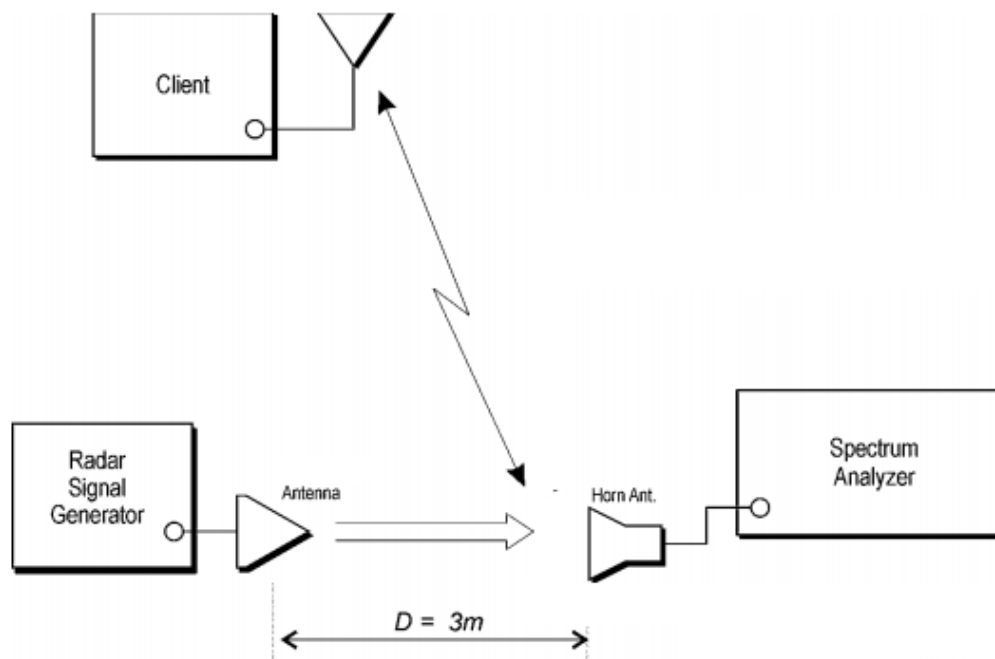 Client
Radar
Signal
Generator
Antenna
Horn Ant.
Spectrum
Analyzer
D = 3m